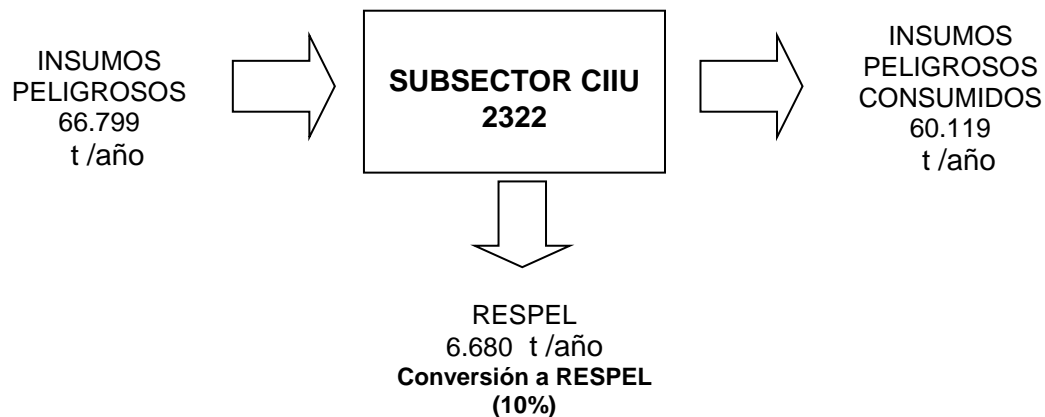 INSUMOS
PELIGROSOS
66.799
t /año
SUBSECTOR CIIU
2322
INSUMOS
PELIGROSOS
CONSUMIDOS
60.119
t /año
RESPEL
6.680 t /año
Conversión a RESPEL
(10%)